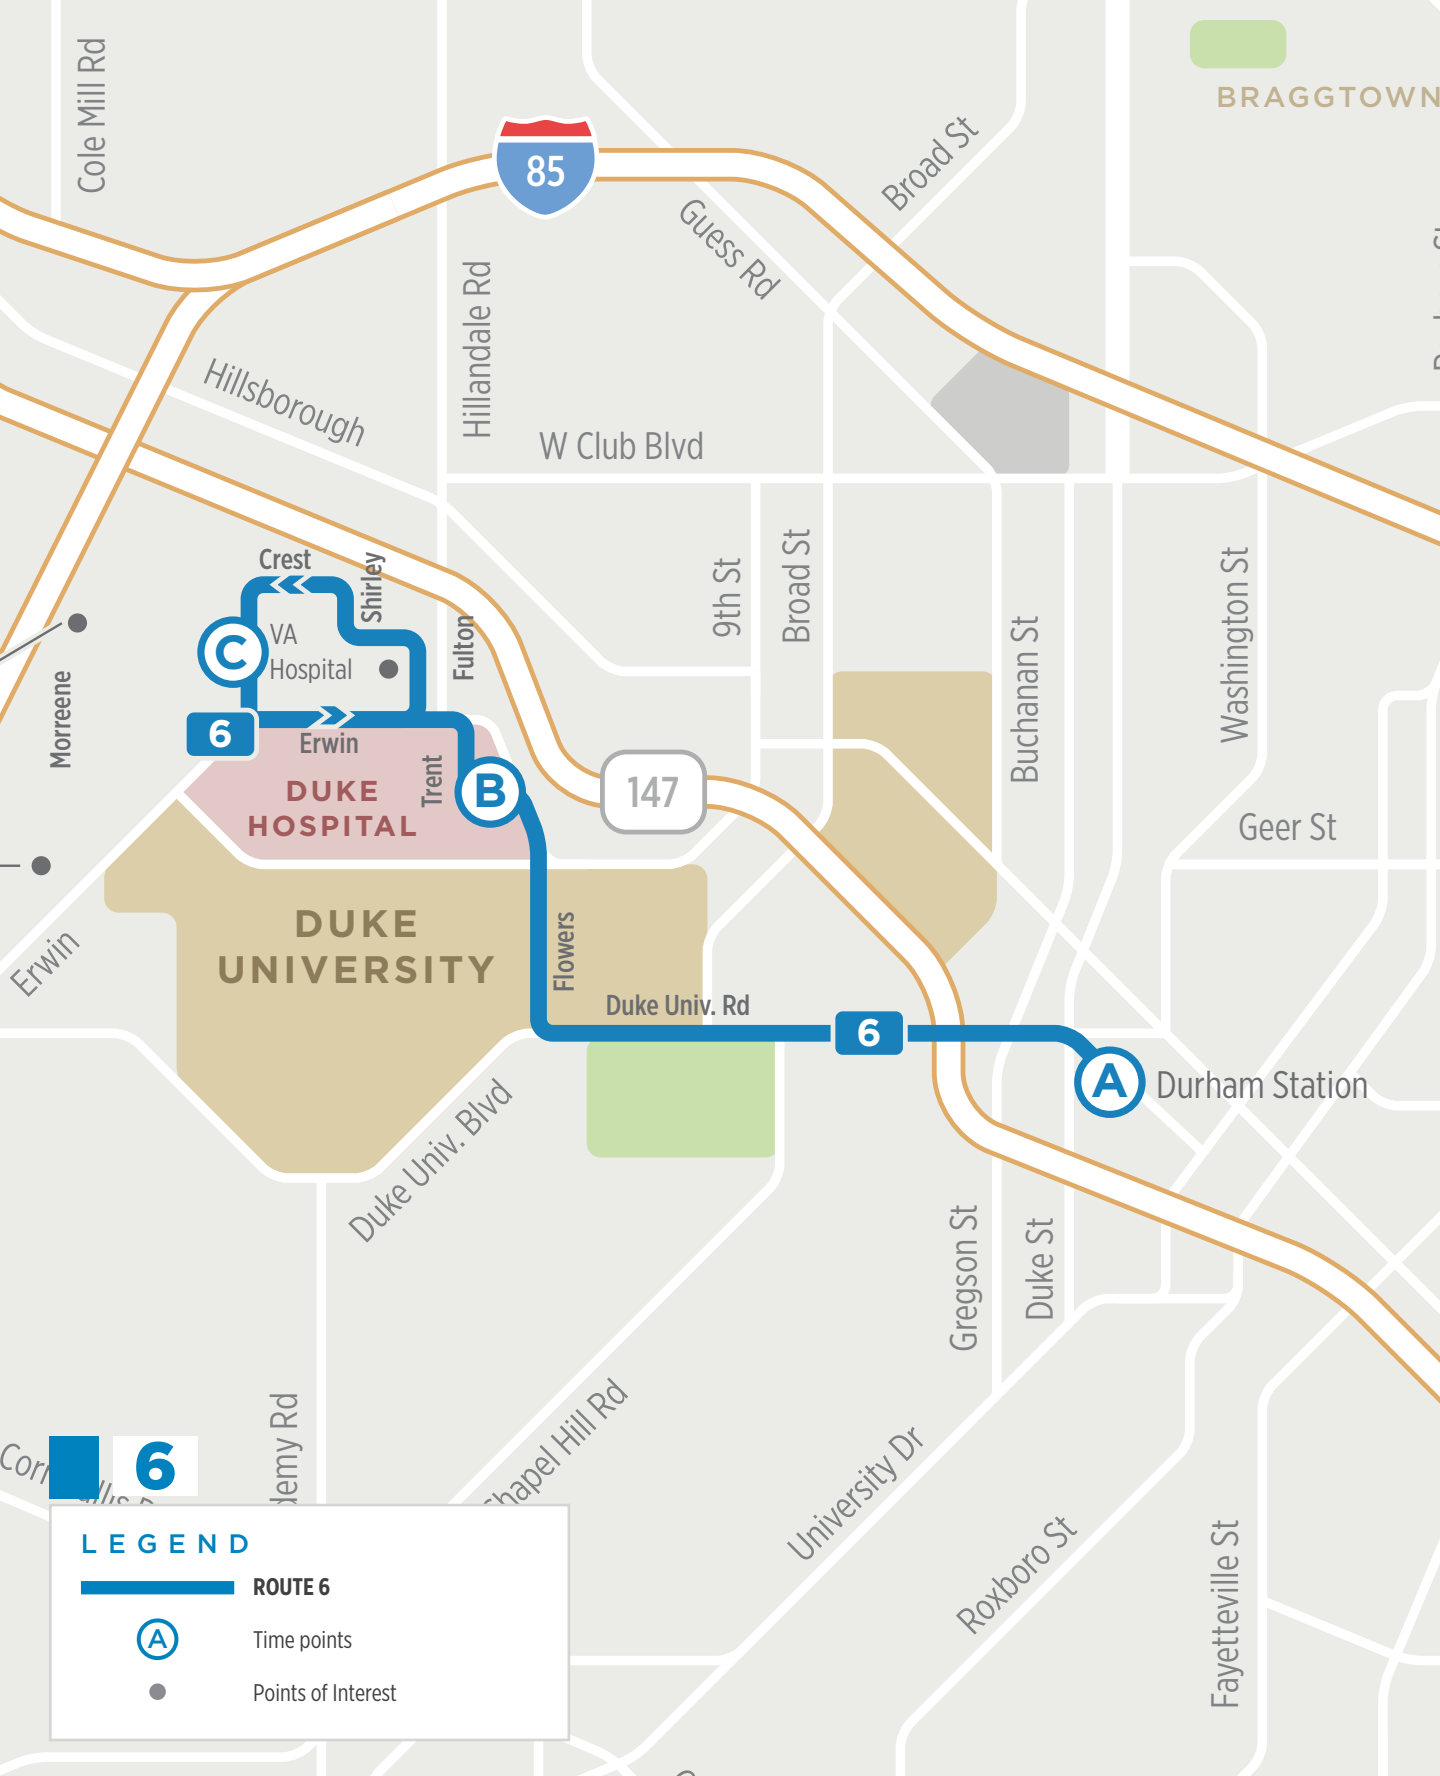 Cole Mill Rd
BRAGGTOWN
85
Broad St
Guess Rd
Hillandale Rd
Hillsborough
W Club Blvd
Crest
Shirley
9th St
Broad St
Washington St
Buchanan St
Fulton
VA
Hospital
C
Morreene
6
Erwin
Trent
B
147
DUKE
HOSPITAL
Geer St
DUKE
UNIVERSITY
Erwin
Flowers
Duke Univ. Rd
6
A
Durham Station
Duke Univ. Blvd
Gregson St
Duke St
Chapel Hill Rd
University Dr
Roxboro St
Fayetteville St
6
LEGEND
ROUTE 6
A
Time points
Points of Interest